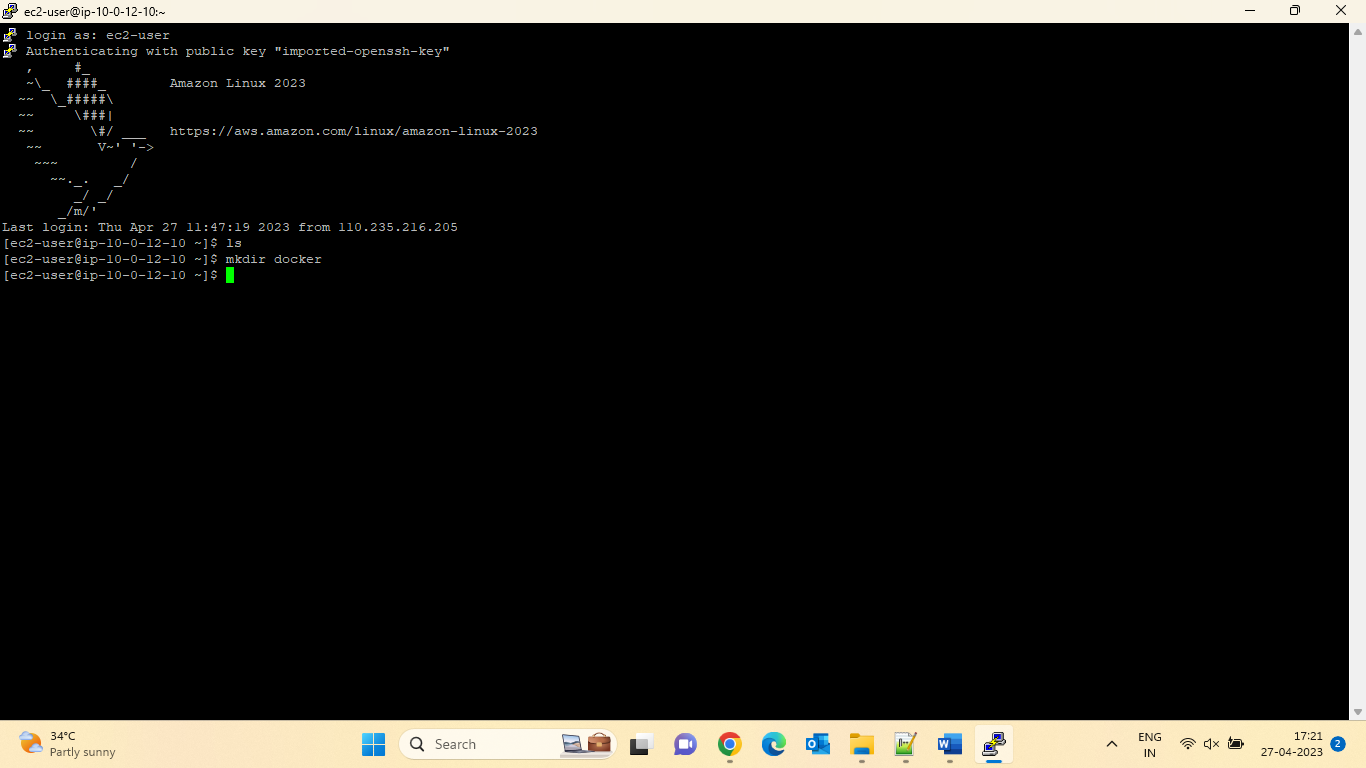 ec2-user@ip-10-0-12-10:~
login as: ec2-user
Authenticating with public key "imported-openssh-key"
   ,     #_
   ~\_  ####_        Amazon Linux 2023
  ~~  \_#####\
  ~~     \###|
  ~~       \#/ ___   https://aws.amazon.com/linux/amazon-linux-2023
   ~~       V~' '->
    ~~~         /
      ~~._.   _/
         _/ _/
       _/m/'
Last login: Thu Apr 27 11:47:19 2023 from 110.235.216.205
[ec2-user@ip-10-0-12-10 ~]$ ls
[ec2-user@ip-10-0-12-10 ~]$ mkdir docker
[ec2-user@ip-10-0-12-10 ~]$
34°C
Partly sunny
Search
ENG
IN
17:21
27-04-2023
2